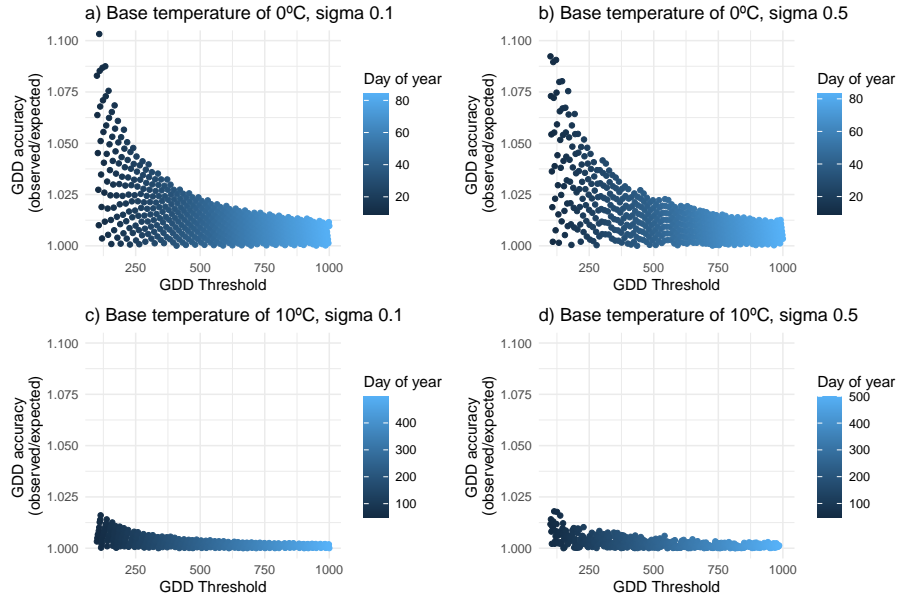 a) Base temperature of 0ºC, sigma 0.1
GDD accuracy
(observed/expected)
1.100
1.075
1.050
1.025
1.000
250 500 750 1000
GDD Threshold
Day of year
80
60
40
20
b) Base temperature of 0ºC, sigma 0.5
GDD accuracy
(observed/expected)
1.100
1.075
1.050
1.025
1.000
250 500 750 1000
GDD Threshold
Day of year
80
60
40
20
c) Base temperature of 10ºC, sigma 0.1
GDD accuracy
(observed/expected)
1.100
1.075
1.050
1.025
1.000
250 500 750 1000
GDD Threshold
Day of year
400
300
200
100
d) Base temperature of 10ºC, sigma 0.5
GDD accuracy
(observed/expected)
1.100
1.075
1.050
1.025
1.000
250 500 750 1000
GDD Threshold
Day of year
500
400
300
200
100